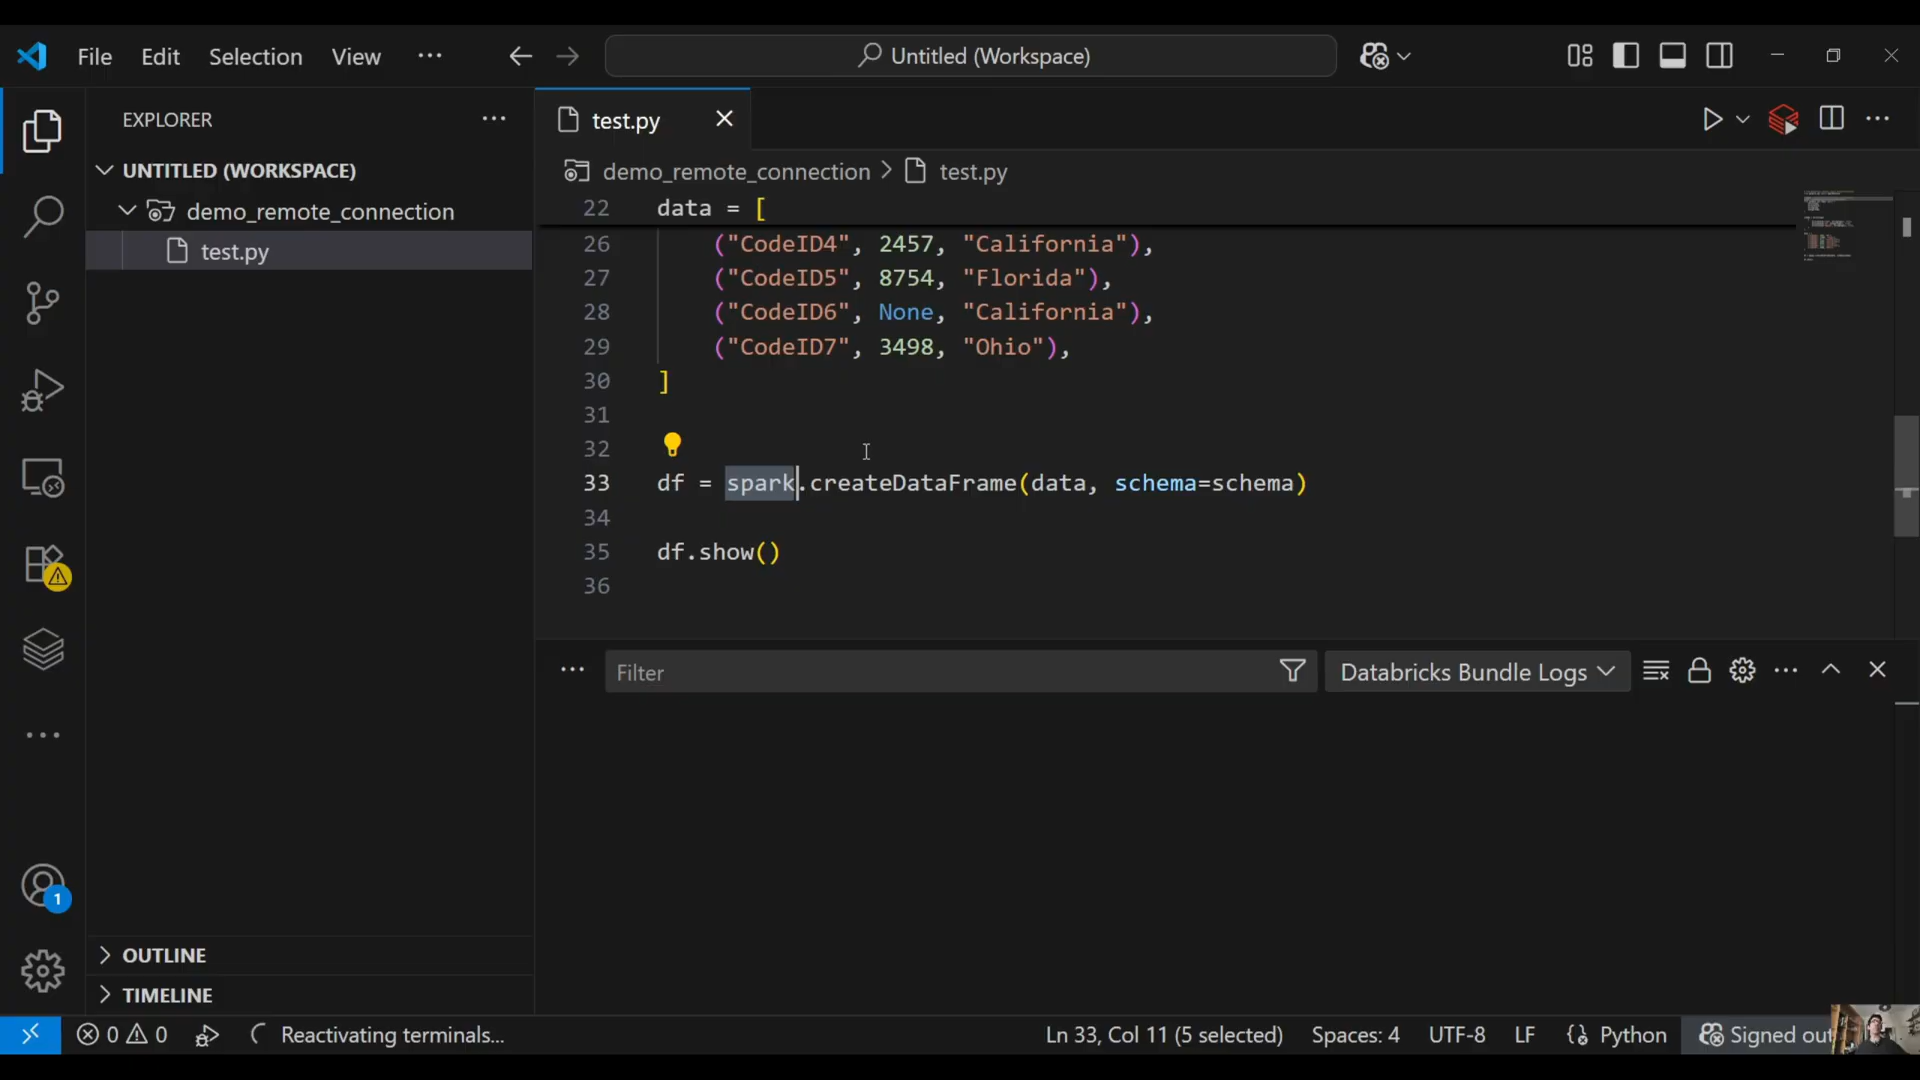 File Edit Selection View ··· Untitled (Workspace)
EXPLORER ···
UNTITLED (WORKSPACE)
demo_remote_connection
test.py
OUTLINE
TIMELINE
test.py
demo_remote_connection > test.py
22 data = [
26 ("CodeID4", 2457, "California"),
27 ("CodeID5", 8754, "Florida"),
28 ("CodeID6", None, "California"),
29 ("CodeID7", 3498, "Ohio"),
30 ]
31
32
33 df = spark.createDataFrame(data, schema=schema)
34
35 df.show()
36
Filter Databricks Bundle Logs
1
0 0 Reactivating terminals... Ln 33, Col 11 (5 selected) Spaces: 4 UTF-8 LF Python Signed out